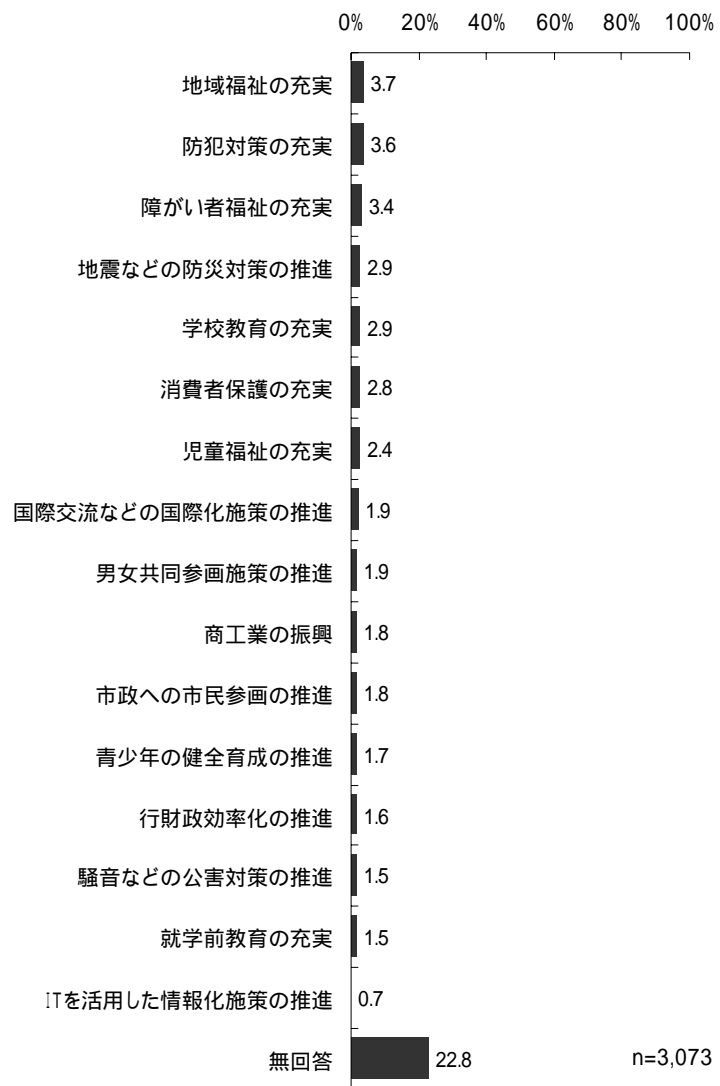 0% 20% 40% 60% 80% 100%
地域福祉の充実 3.7
防犯対策の充実 3.6
障がい者福祉の充実 3.4
地震などの防災対策の推進 2.9
学校教育の充実 2.9
消費者保護の充実 2.8
児童福祉の充実 2.4
国際交流などの国際化施策の推進 1.9
男女共同参画施策の推進 1.9
商工業の振興 1.8
市政への市民参画の推進 1.8
青少年の健全育成の推進 1.7
行財政効率化の推進 1.6
騒音などの公害対策の推進 1.5
就学前教育の充実 1.5
ITを活用した情報化施策の推進 0.7
無回答 22.8 n=3,073